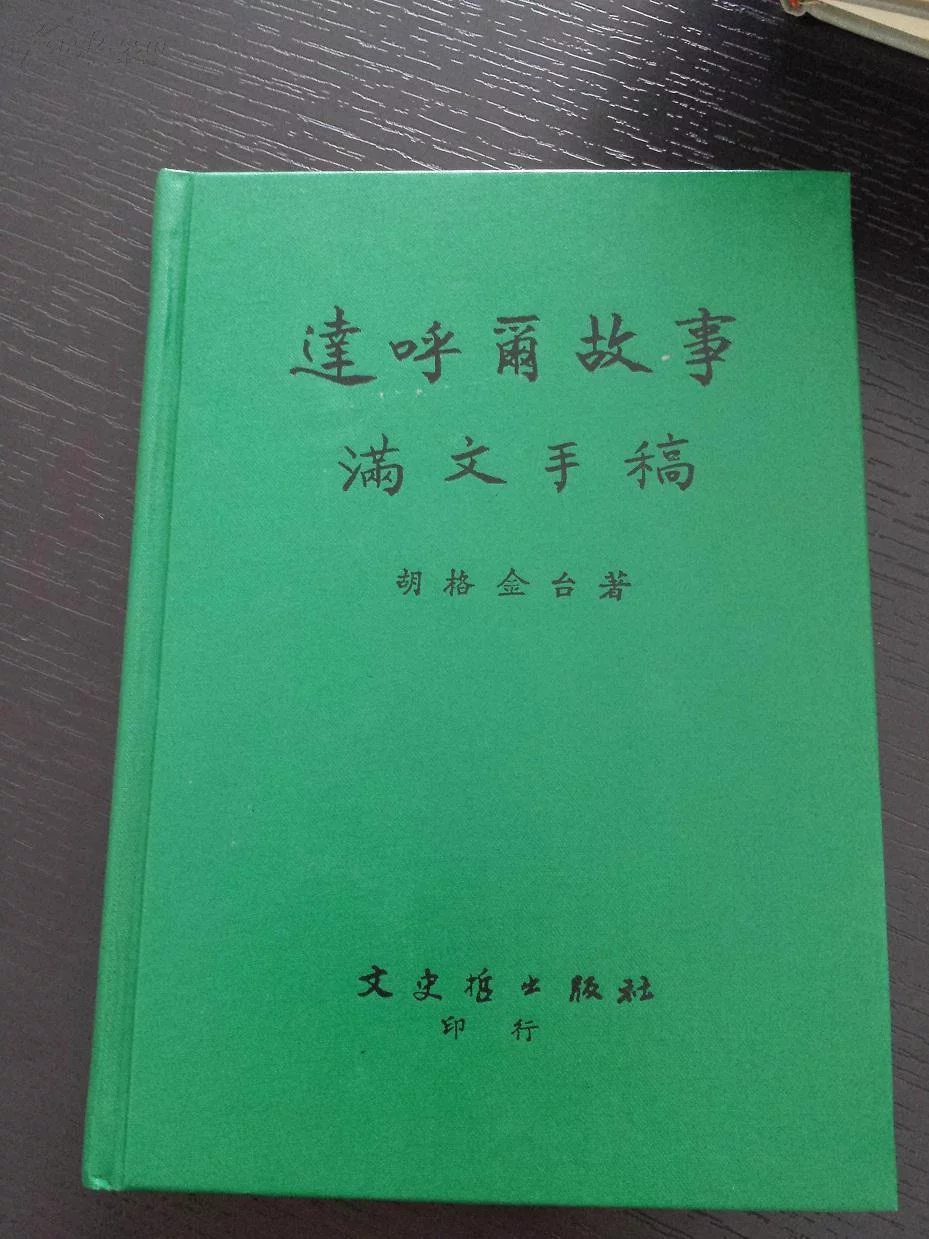 達呼爾故事
滿文手稿
胡格金台著
文史哲出版社
印行